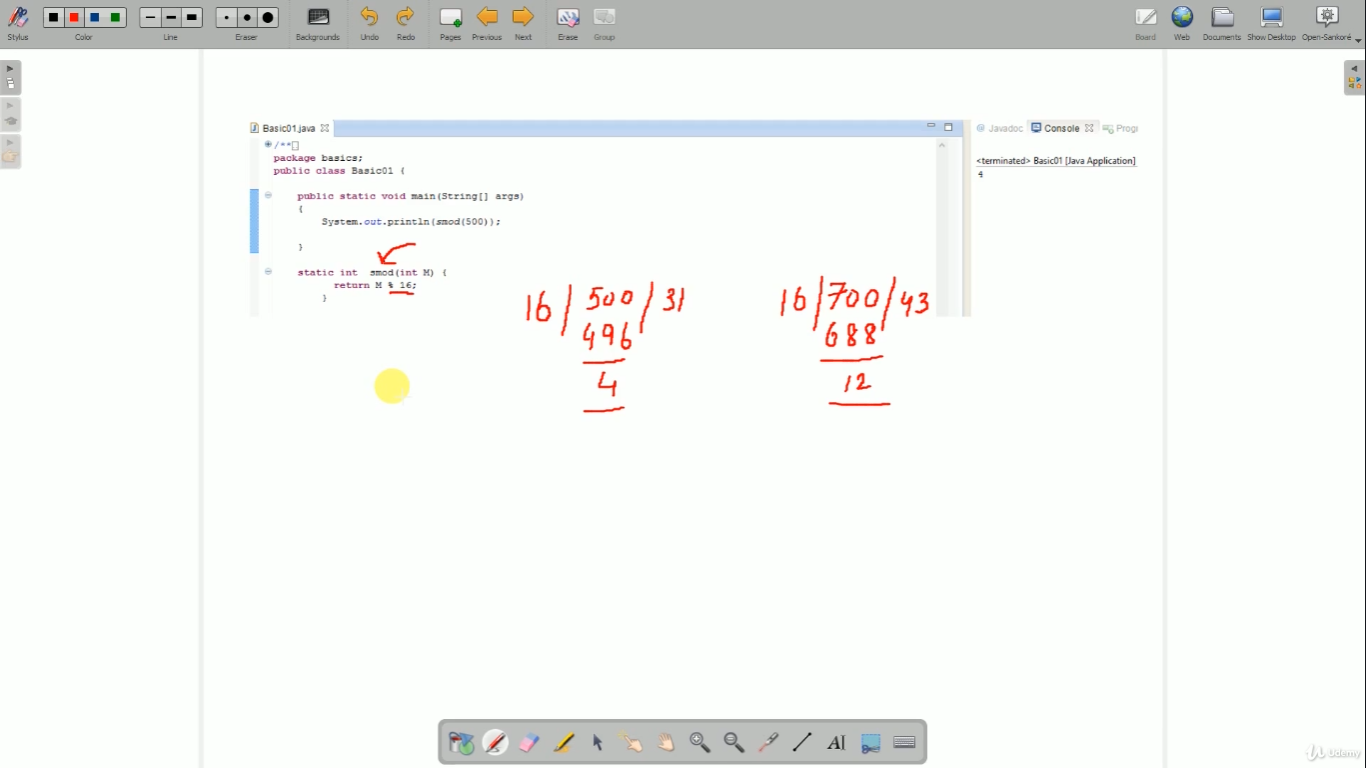 Stylus Color Line Eraser Backgrounds Undo Redo Pages Previous Next Erase Group Board Web Documents Show Desktop Open-Sankoré
Basic01.java
@ Javadoc Console Progi
/**
package basics;
public class Basic01 {
public static void main(String[] args)
{
System.out.println(smod(500));
}
static int smod(int M) {
return M % 16;
}
<terminated> Basic01 [Java Application]
4
16 / 500 / 31
496
4
16 / 700 / 43
688
12
AI
Udemy